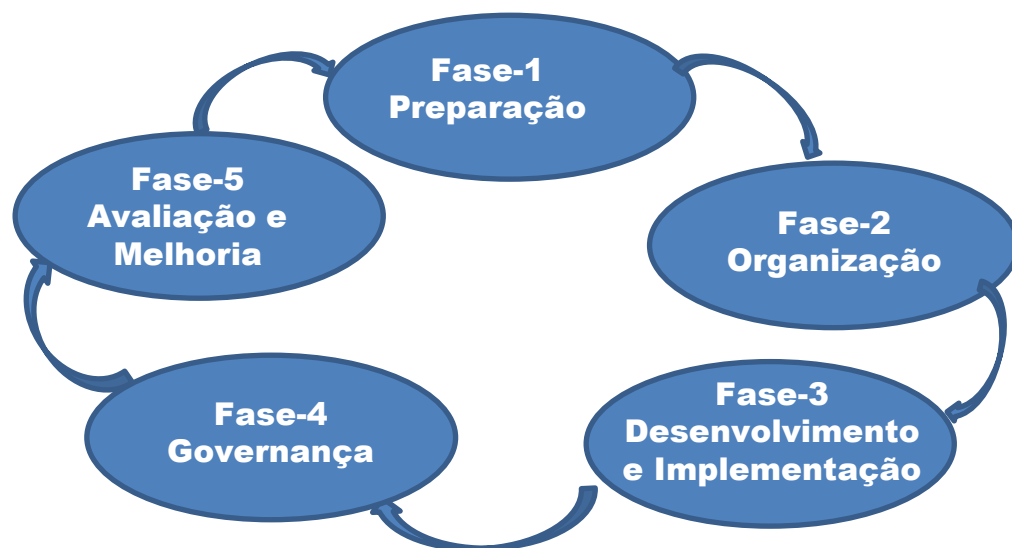 Fase-1
Preparação
Fase-2
Organização
Fase-3
Desenvolvimento
e Implementação
Fase-4
Governança
Fase-5
Avaliação e
Melhoria